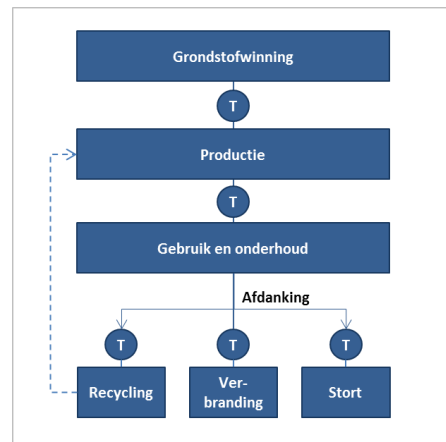 Grondstofwinning
T
Productie
T
Gebruik en onderhoud
Afdanking
T T T
Recycling Ver- Stort
branding